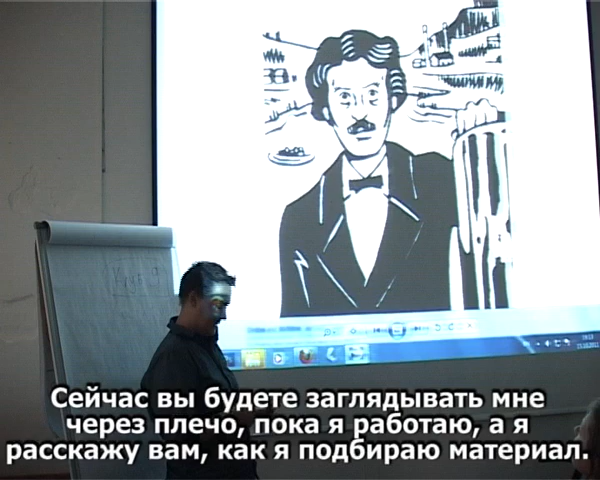 Сейчас вы будете заглядывать мне
через плечо, пока я работаю, а я
расскажу вам, как я подбираю материал.